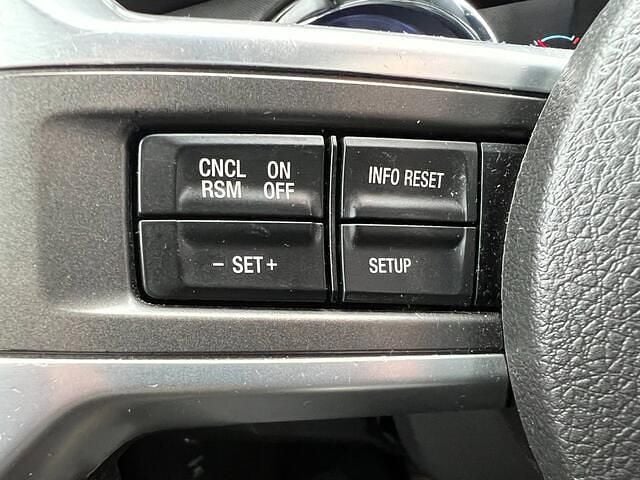 CNCL ON
RSM OFF
INFO RESET
- SET +
SETUP